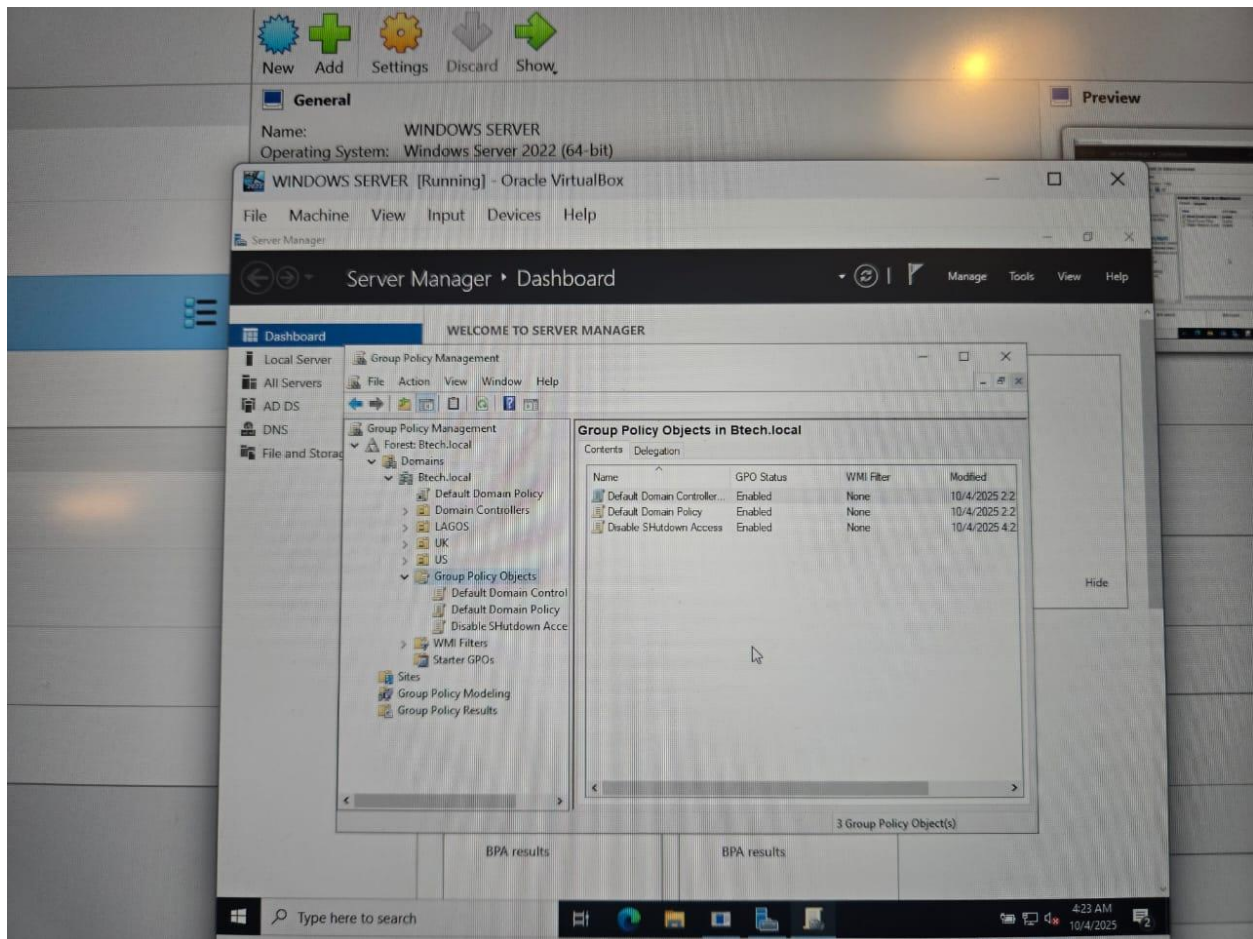 New Add Settings Discard Show
General
Preview
Name: WINDOWS SERVER
Operating System: Windows Server 2022 (64-bit)
WINDOWS SERVER [Running] - Oracle VirtualBox
File Machine View Input Devices Help
Server Manager
Server Manager Dashboard
Manage Tools View Help
Dashboard
Local Server
All Servers
AD DS
DNS
File and Storag
WELCOME TO SERVER MANAGER
Group Policy Management
File Action View Window Help
Group Policy Management
Forest: Btech.local
Domains
Btech.local
Default Domain Policy
Domain Controllers
LAGOS
UK
US
Group Policy Objects
Default Domain Control
Default Domain Policy
Disable SHutdown Acce
WMI Filters
Starter GPOs
Sites
Group Policy Modeling
Group Policy Results
Group Policy Objects in Btech.local
Contents Delegation
Name GPO Status WMI Filter Modified
Default Domain Controller... Enabled None 10/4/2025 2:2
Default Domain Policy Enabled None 10/4/2025 2:2
Disable SHutdown Access Enabled None 10/4/2025 4:2
3 Group Policy Object(s)
Hide
BPA results BPA results
Type here to search
4:23 AM
10/4/2025
2